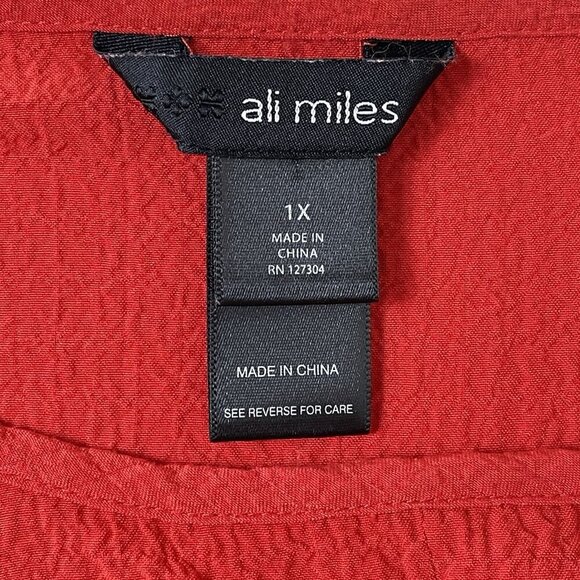 ali miles
1X
MADE IN
CHINA
RN 127304
MADE IN CHINA
SEE REVERSE FOR CARE